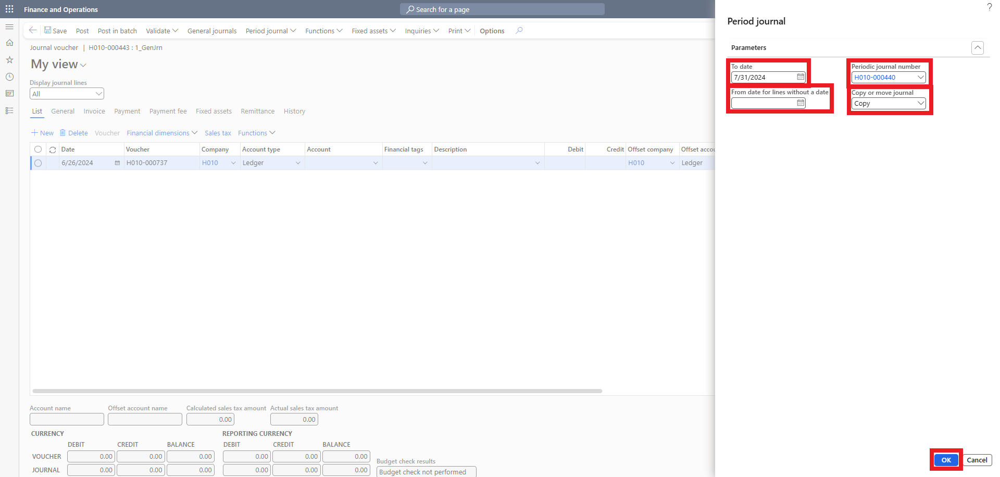 Finance and Operations
Search for a page
?
Save Post Post in batch Validate General journals Period journal Functions Fixed assets Inquiries Print Options
Journal voucher | H010-000443 : 1_GenJrn
My view
Display journal lines
All
List General Invoice Payment Payment fee Fixed assets Remittance History
New Delete Voucher Financial dimensions Sales tax Functions
Date Voucher Company Account type Account Financial tags Description Debit Credit Offset company Offset accou
6/26/2024 H010-000737 H010 Ledger H010 Ledger
Account name Offset account name Calculated sales tax amount Actual sales tax amount
0.00 0.00
CURRENCY REPORTING CURRENCY
DEBIT CREDIT BALANCE DEBIT CREDIT BALANCE
VOUCHER 0.00 0.00 0.00 0.00 0.00 0.00
JOURNAL 0.00 0.00 0.00 0.00 0.00 0.00
Budget check results
Budget check not performed
Period journal
Parameters
To date
7/31/2024
From date for lines without a date
Periodic journal number
H010-000440
Copy or move journal
Copy
OK Cancel